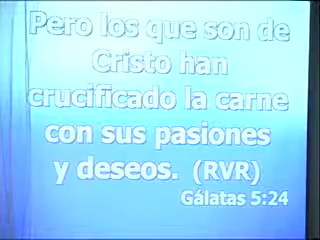 Pero los que son de
Cristo han
crucificado la carne
con sus pasiones
y deseos. (RVR)
Gálatas 5:24